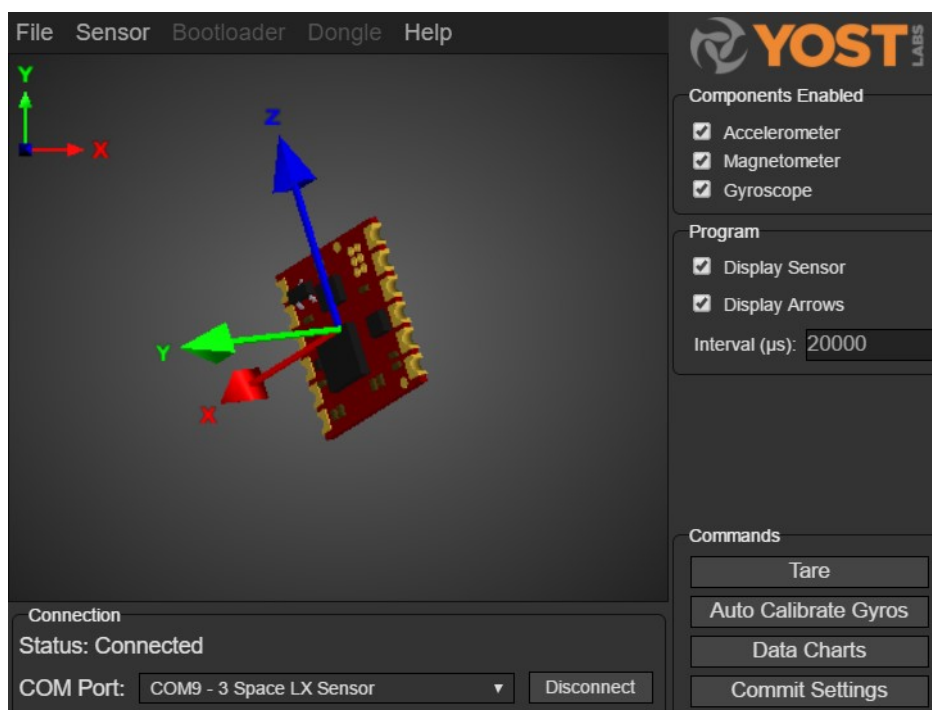 File Sensor Bootloader Dongle Help
YOST LABS
Y
X
Z
Y
X
Components Enabled
Accelerometer
Magnetometer
Gyroscope
Program
Display Sensor
Display Arrows
Interval (µs): 20000
Commands
Tare
Auto Calibrate Gyros
Data Charts
Commit Settings
Connection
Status: Connected
COM Port: COM9 - 3 Space LX Sensor Disconnect